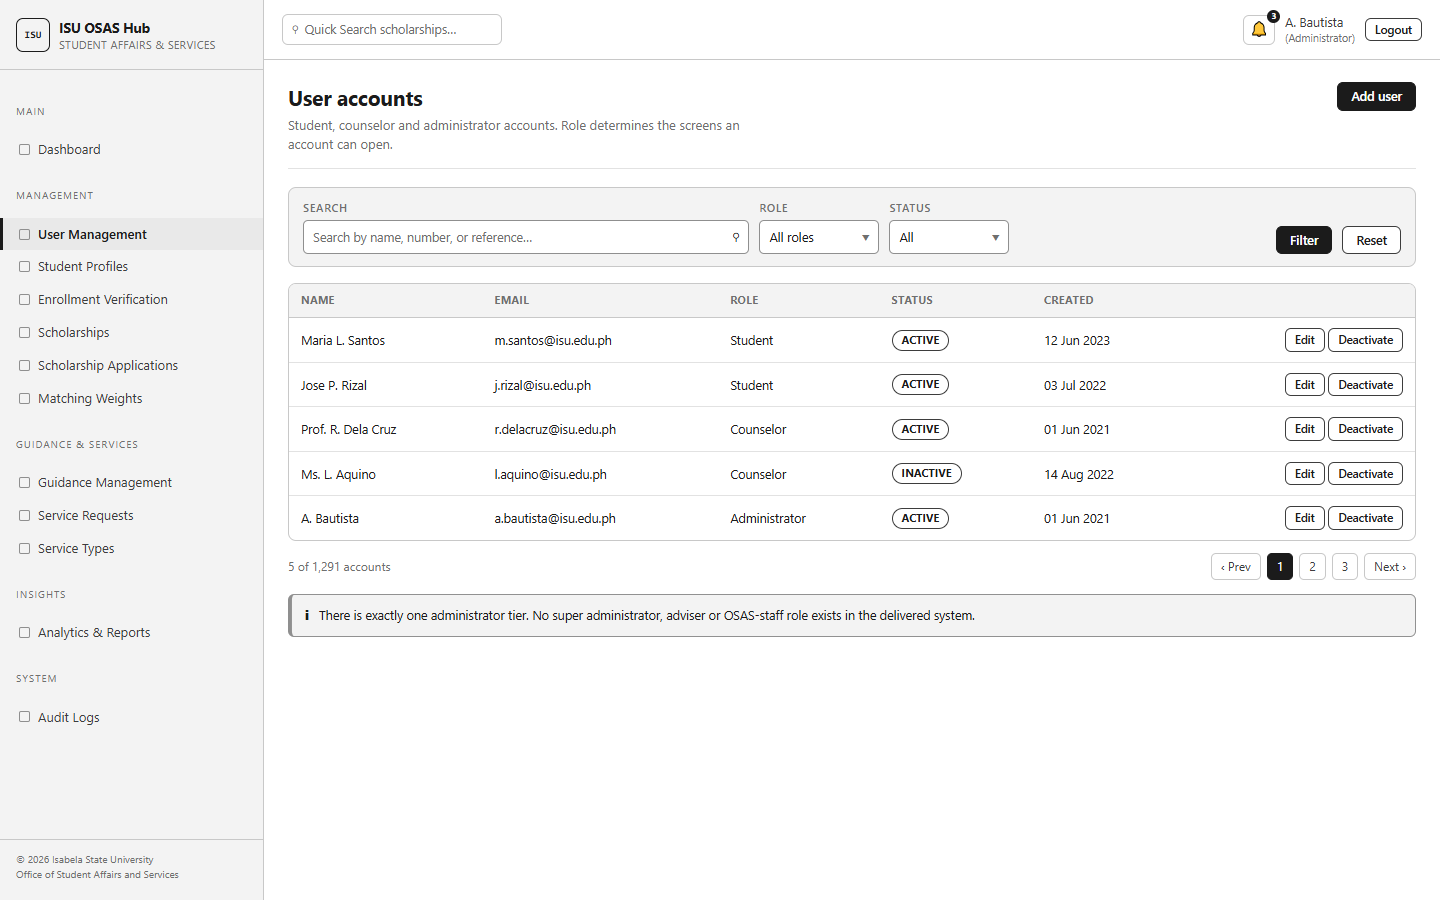 ISU
ISU OSAS Hub
STUDENT AFFAIRS & SERVICES
Quick Search scholarships...
3
A. Bautista
(Administrator)
Logout
MAIN
Dashboard
MANAGEMENT
User Management
Student Profiles
Enrollment Verification
Scholarships
Scholarship Applications
Matching Weights
GUIDANCE & SERVICES
Guidance Management
Service Requests
Service Types
INSIGHTS
Analytics & Reports
SYSTEM
Audit Logs
© 2026 Isabela State University
Office of Student Affairs and Services
User accounts
Add user
Student, counselor and administrator accounts. Role determines the screens an
account can open.
SEARCH ROLE STATUS
Search by name, number, or reference... All roles All Filter Reset
NAME EMAIL ROLE STATUS CREATED
Maria L. Santos m.santos@isu.edu.ph Student ACTIVE 12 Jun 2023 Edit Deactivate
Jose P. Rizal j.rizal@isu.edu.ph Student ACTIVE 03 Jul 2022 Edit Deactivate
Prof. R. Dela Cruz r.delacruz@isu.edu.ph Counselor ACTIVE 01 Jun 2021 Edit Deactivate
Ms. L. Aquino l.aquino@isu.edu.ph Counselor INACTIVE 14 Aug 2022 Edit Deactivate
A. Bautista a.bautista@isu.edu.ph Administrator ACTIVE 01 Jun 2021 Edit Deactivate
5 of 1,291 accounts ‹ Prev 1 2 3 Next ›
i There is exactly one administrator tier. No super administrator, adviser or OSAS-staff role exists in the delivered system.